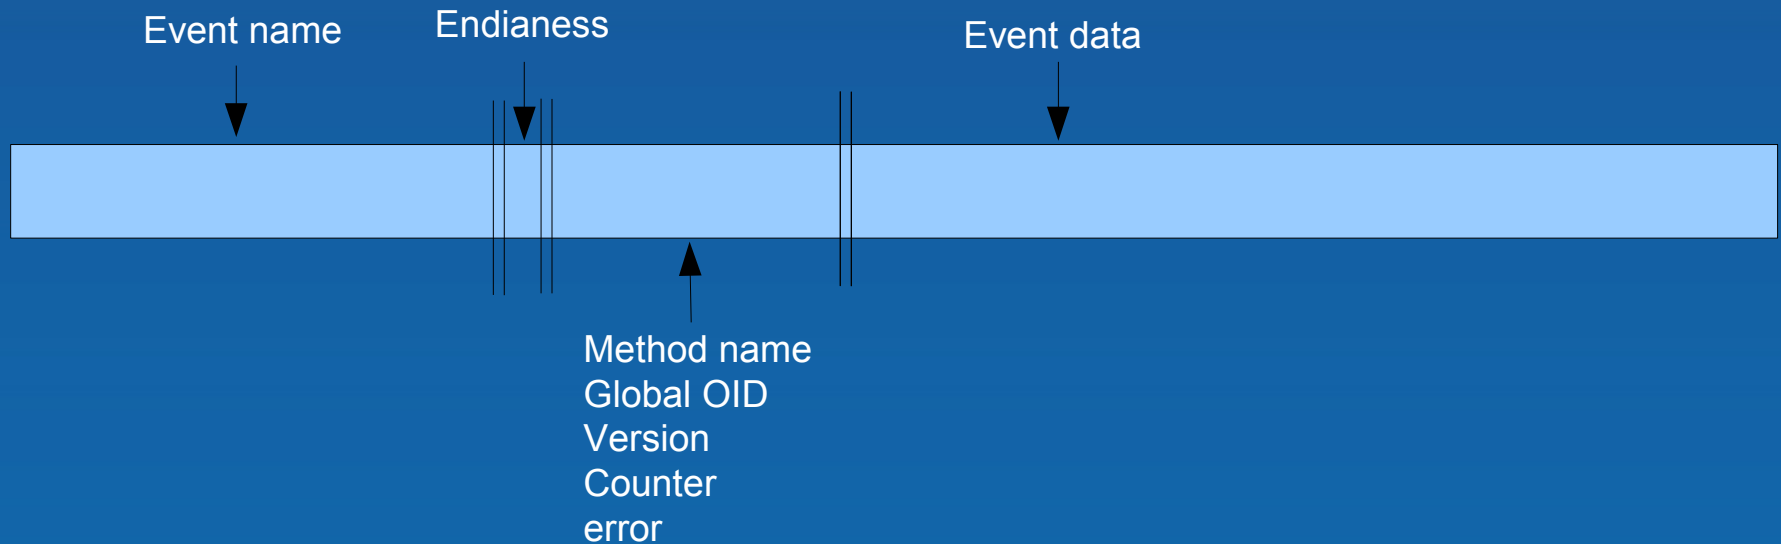 Event name
Endianess
Event data
Method name
Global OID
Version
Counter
error